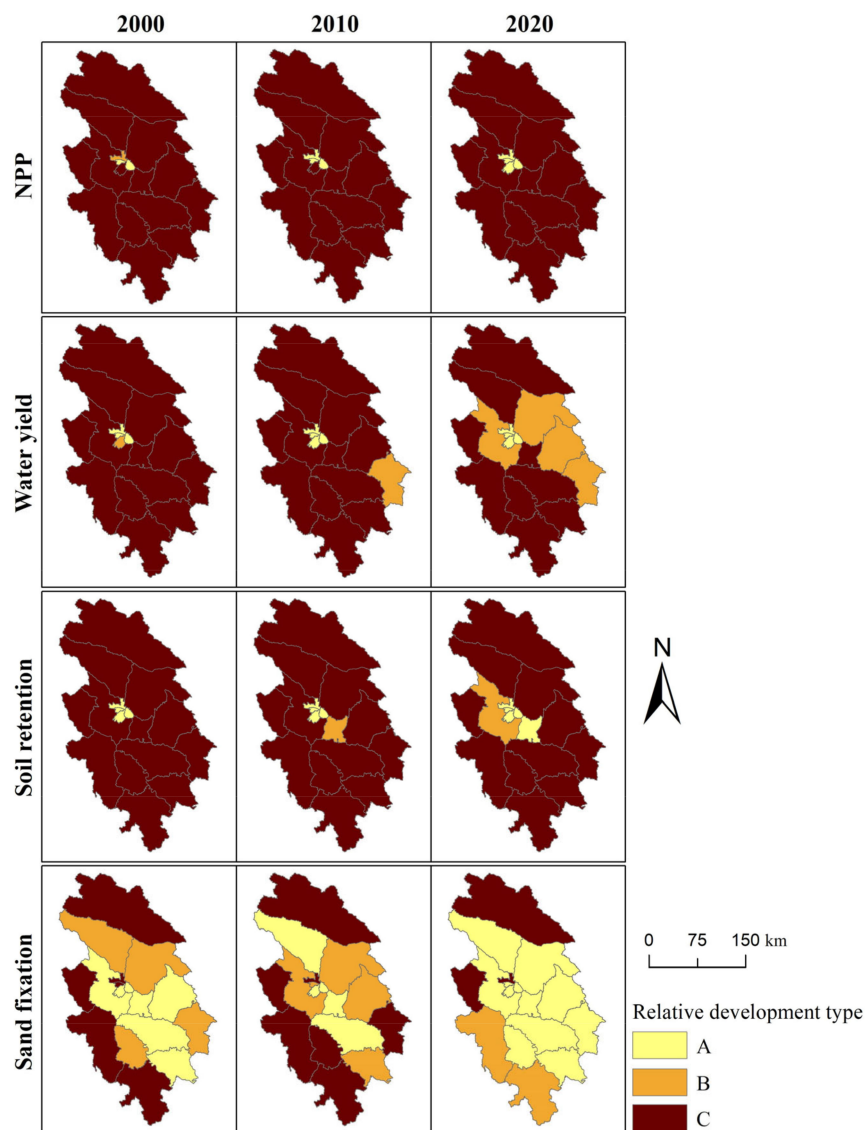 2000 2010 2020
NPP
Water yield
Soil retention
Sand fixation
N
0 75 150 km
Relative development type
A
B
C